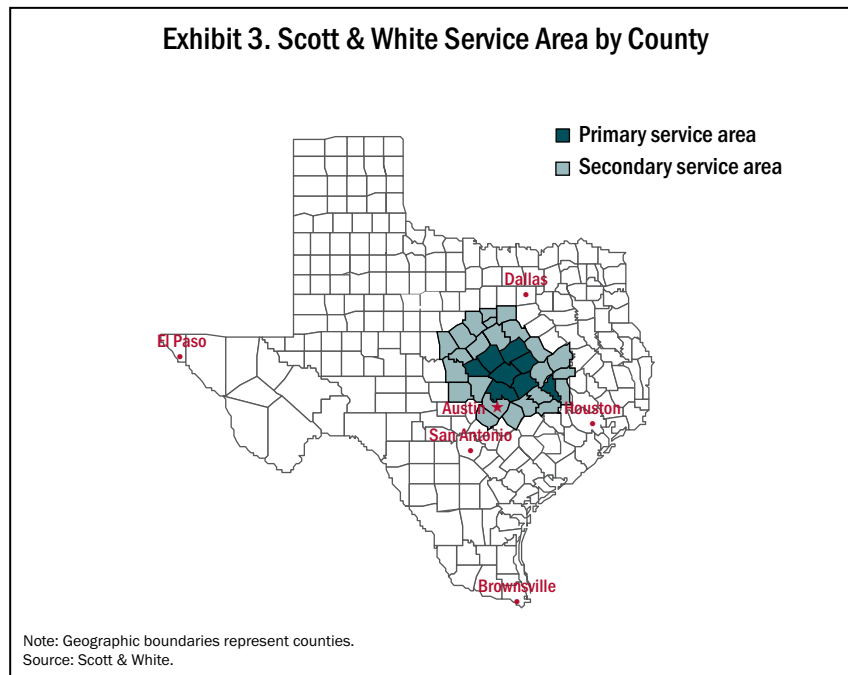 Exhibit 3. Scott & White Service Area by County
Primary service area
Secondary service area
Dallas
El Paso
Austin
Houston
San Antonio
Brownsville
Note: Geographic boundaries represent counties.
Source: Scott & White.